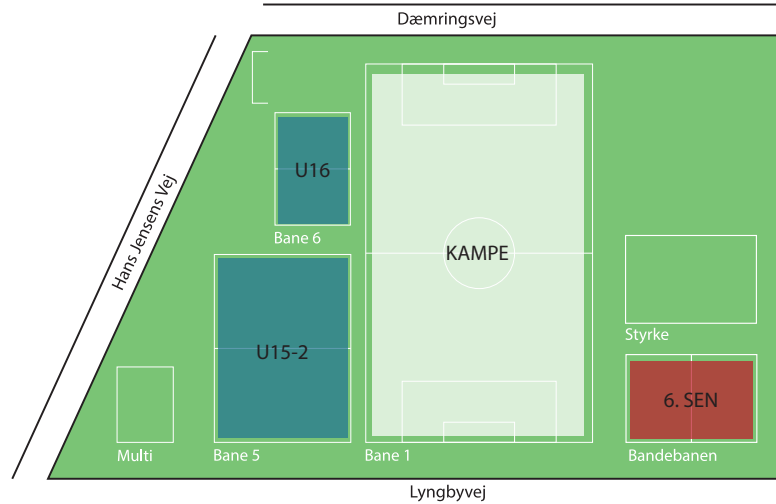 Dæmringsvej
Hans Jensens Vej
U16
Bane 6
KAMPE
U15-2
Styrke
6. SEN
Multi
Bane 5
Bane 1
Bandebanen
Lyngbyvej